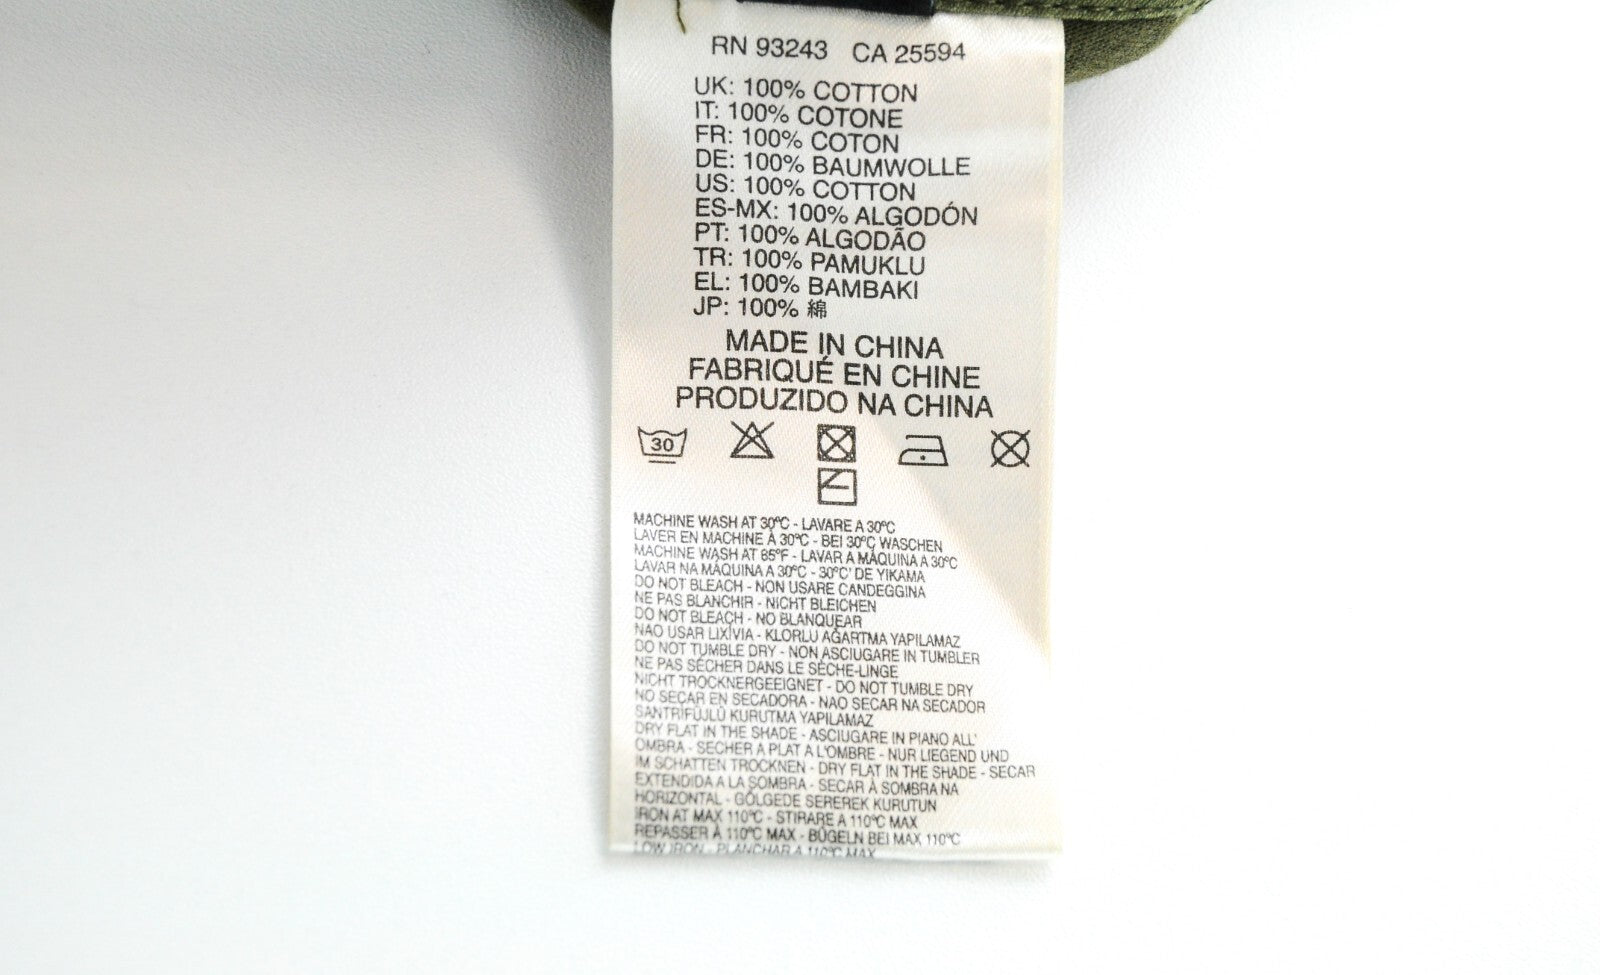 RN 93243 CA 25594
UK: 100% COTTON
IT: 100% COTONE
FR: 100% COTON
DE: 100% BAUMWOLLE
US: 100% COTTON
ES-MX: 100% ALGODÓN
PT: 100% ALGODÃO
TR: 100% PAMUKLU
EL: 100% BAMBAKI
JP: 100% 綿
MADE IN CHINA
FABRIQUÉ EN CHINE
PRODUZIDO NA CHINA
30
MACHINE WASH AT 30°C - LAVARE A 30°C
LAVER EN MACHINE À 30°C - BEI 30°C WASCHEN
MACHINE WASH AT 85°F - LAVAR A MÁQUINA A 30°C
LAVAR NA MÁQUINA A 30°C - 30°C' DE YIKAMA
DO NOT BLEACH - NON USARE CANDEGGINA
NE PAS BLANCHIR - NICHT BLEICHEN
DO NOT BLEACH - NO BLANQUEAR
NAO USAR LIXÍVIA - KLORLU AĞARTMA YAPILAMAZ
DO NOT TUMBLE DRY - NON ASCIUGARE IN TUMBLER
NE PAS SÉCHER DANS LE SÈCHE-LINGE
NICHT TROCKNERGEEIGNET - DO NOT TUMBLE DRY
NO SECAR EN SECADORA - NAO SECAR NA SECADOR
SANTRİFÜJLÜ KURUTMA YAPILAMAZ
DRY FLAT IN THE SHADE - ASCIUGARE IN PIANO ALL'
OMBRA - SECHER A PLAT A L'OMBRE - NUR LIEGEND UND
IM SCHATTEN TROCKNEN - DRY FLAT IN THE SHADE - SECAR
EXTENDIDA A LA SOMBRA - SECAR À SOMBRA NA
HORIZONTAL - GÖLGEDE SEREREK KURUTUN
IRON AT MAX 110°C - STIRARE A 110°C MAX
REPASSER À 110°C MAX - BÜGELN BEI MAX 110°C
LOW IRON - PLANCHAR A 110°C MAX